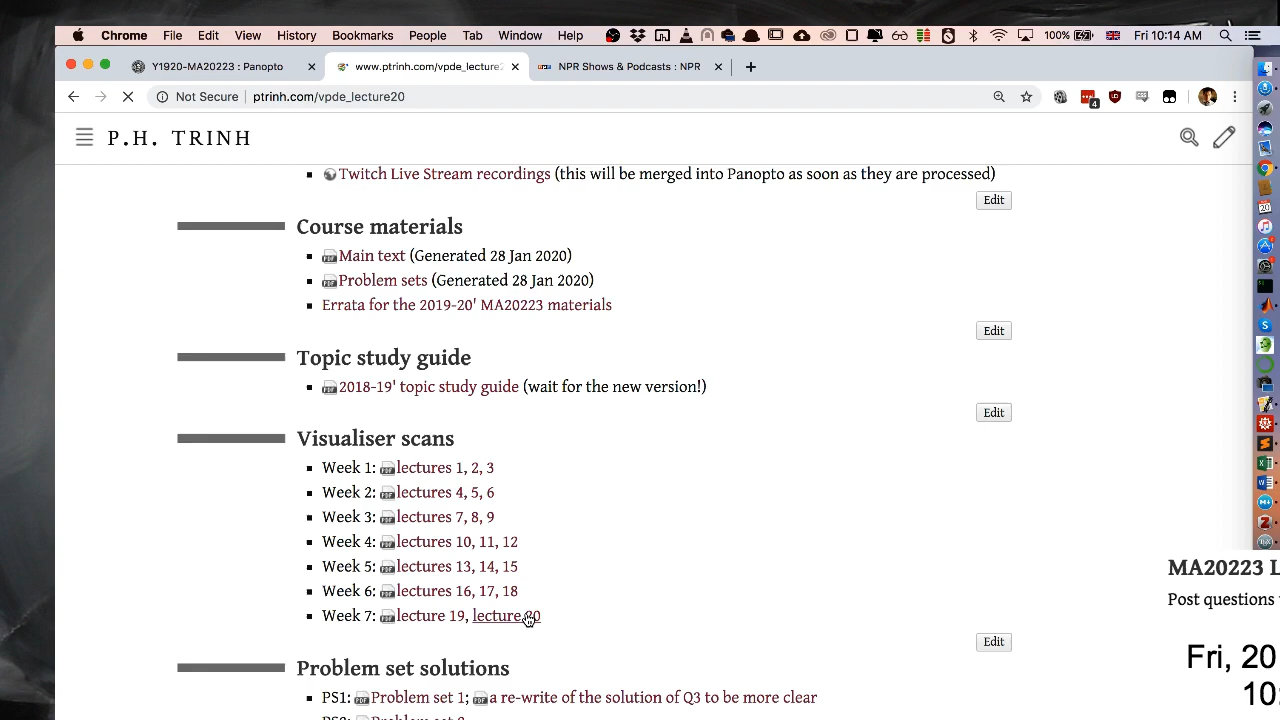 Chrome File Edit View History Bookmarks People Tab Window Help 100% Fri 10:14 AM
Y1920-MA20223 : Panopto www.ptrinh.com/vpde_lecture2 NPR Shows & Podcasts : NPR
Not Secure ptrinh.com/vpde_lecture20
P.H. TRINH
Twitch Live Stream recordings (this will be merged into Panopto as soon as they are processed)
Edit
Course materials
Main text (Generated 28 Jan 2020)
Problem sets (Generated 28 Jan 2020)
Errata for the 2019-20' MA20223 materials
Edit
Topic study guide
2018-19' topic study guide (wait for the new version!)
Edit
Visualiser scans
Week 1: lectures 1, 2, 3
Week 2: lectures 4, 5, 6
Week 3: lectures 7, 8, 9
Week 4: lectures 10, 11, 12
Week 5: lectures 13, 14, 15
Week 6: lectures 16, 17, 18
Week 7: lecture 19, lecture 20
Edit
Problem set solutions
PS1: Problem set 1; a re-write of the solution of Q3 to be more clear
MA20223 L
Post questions
Fri, 20
10: